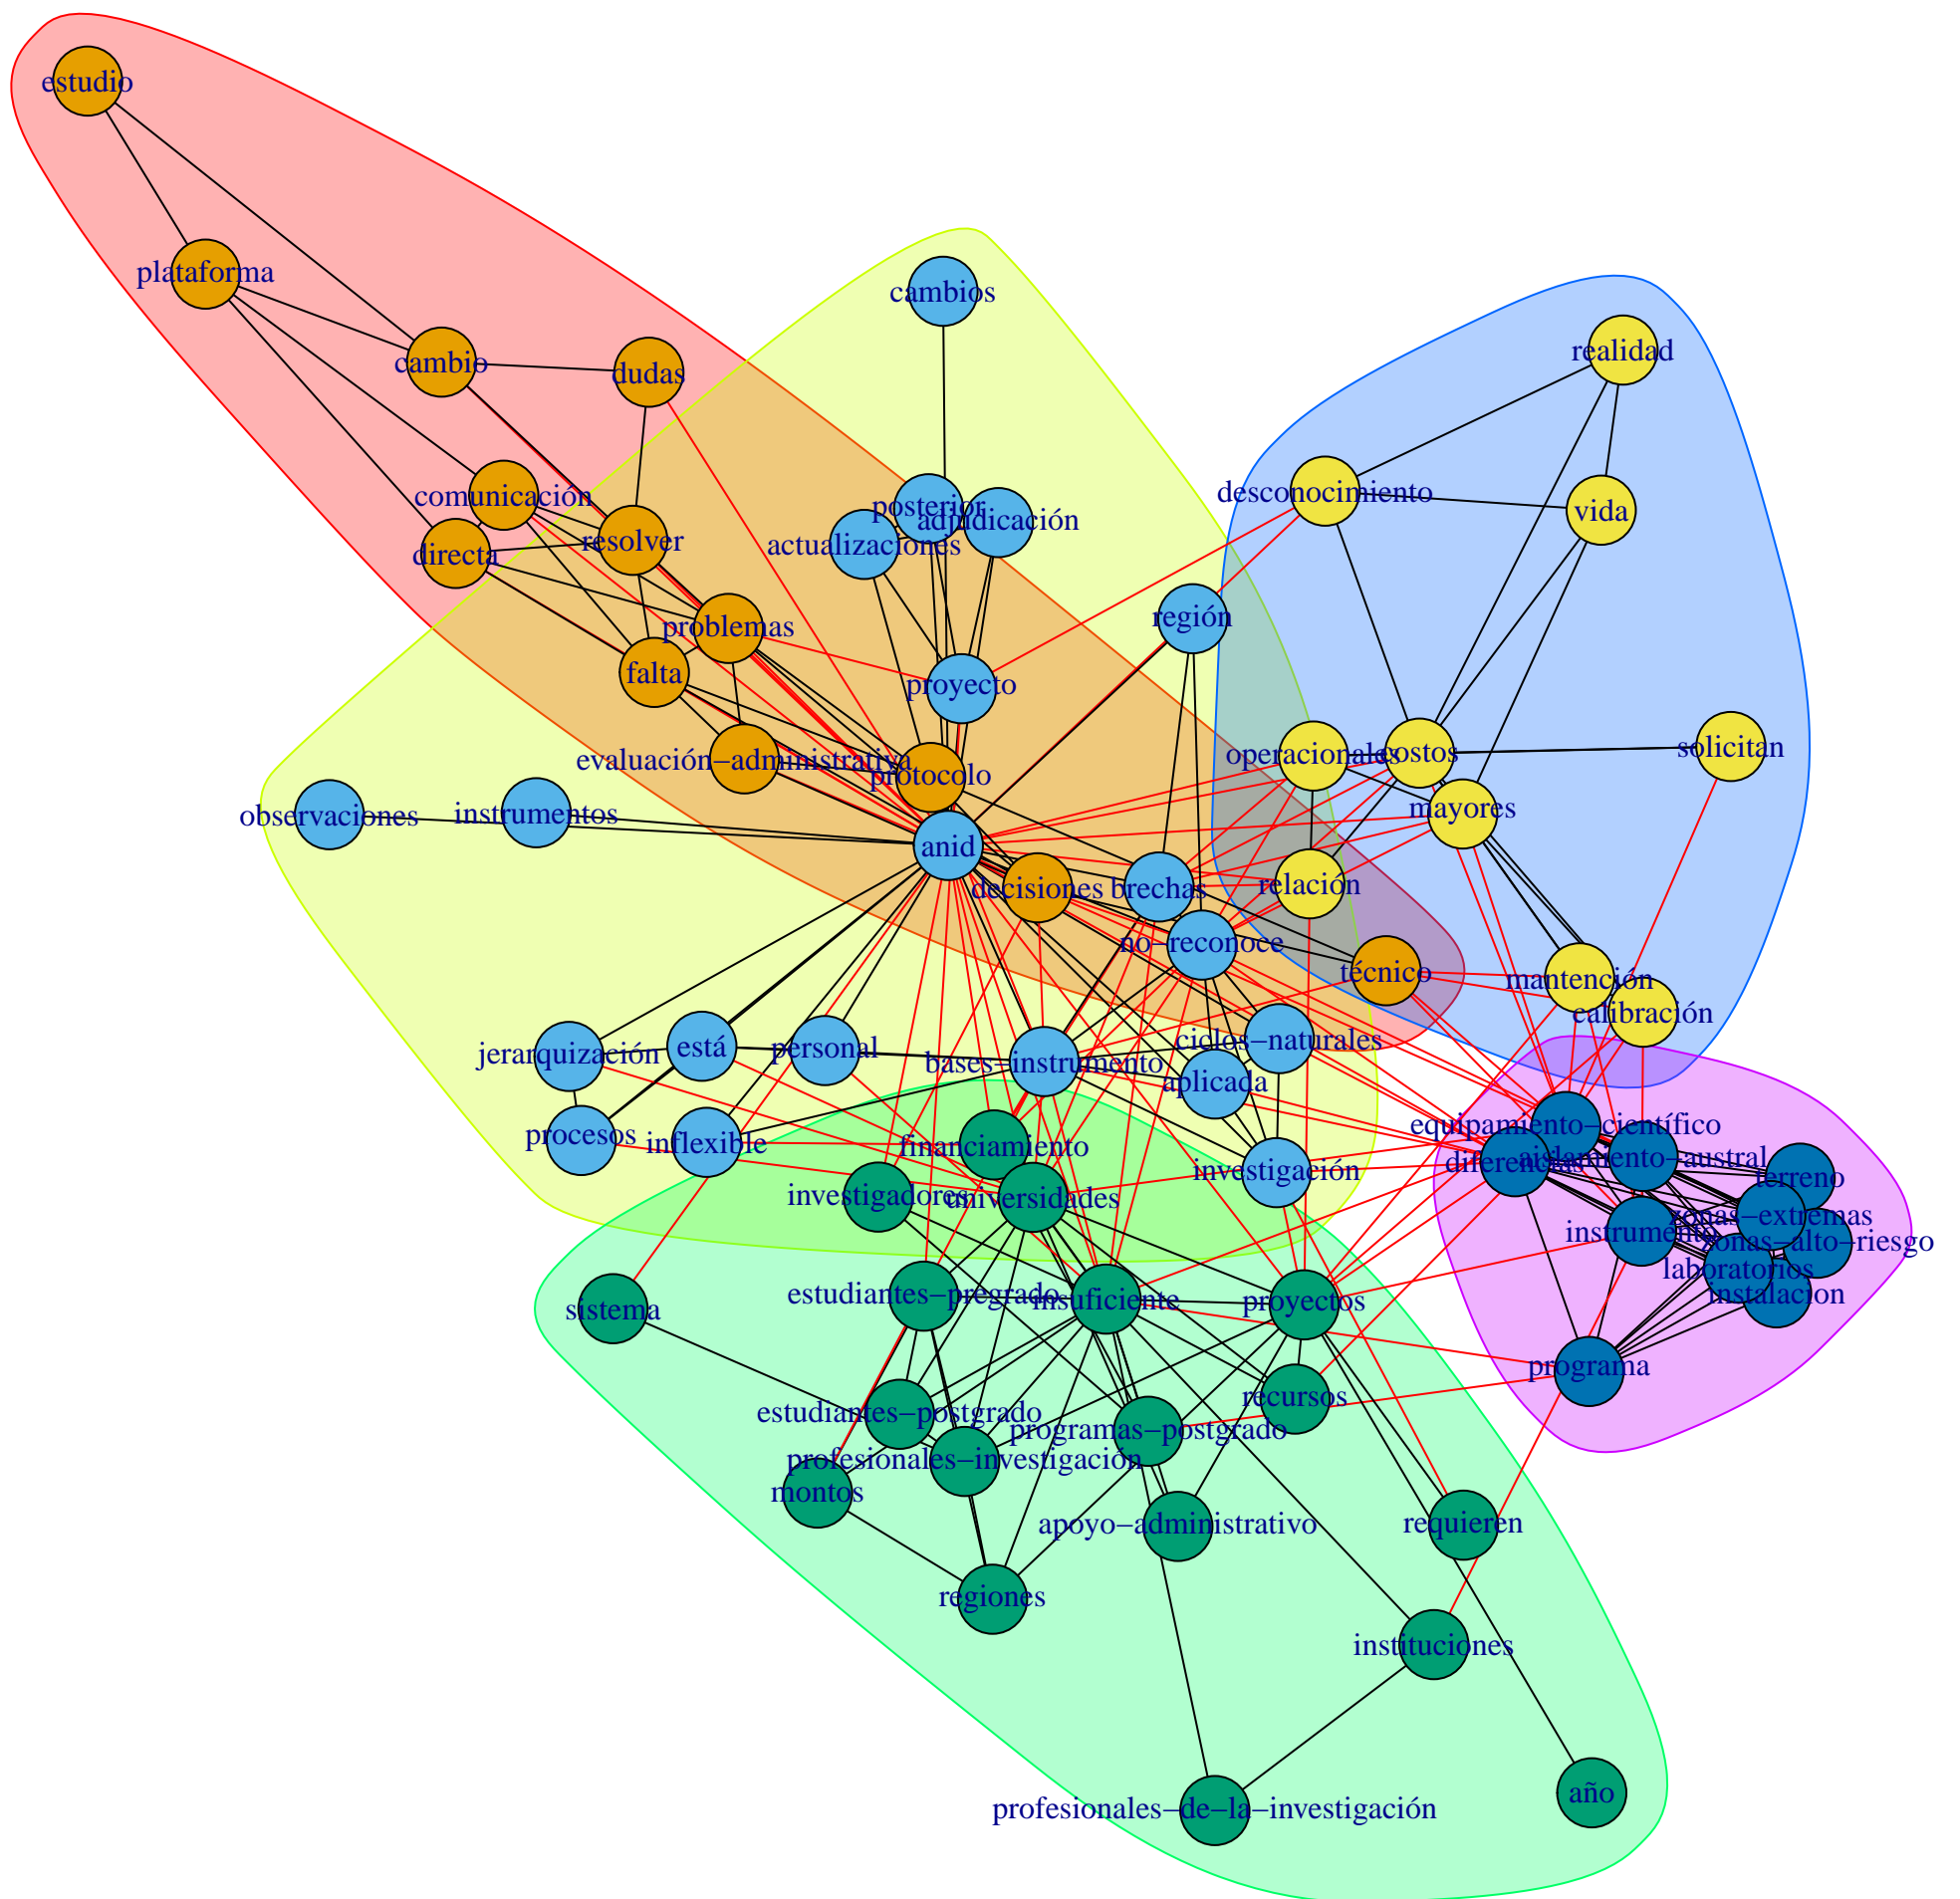 estudio
plataforma
cambios
cambio
realidad
dudas
comunicación
desconocimiento
posterior
vida
adjudicación
resolver
actualizaciones
directa
región
problemas
falta
proyecto
solicitan
operacionales
costos
evaluación−administrativa
protocolo
mayores
observaciones
instrumentos
anid
relación
decisiones
brechas
no−reconoce
técnico
mantención
calibración
ciclos−naturales
está
personal
jerarquización
bases−instrumento
aplicada
equipamiento−científico
procesos
inflexible
financiamiento
aislamiento−austral
diferencias
investigación
terreno
investigadores
universidades
zonas−extremas
instrumento
zonas−alto−riesgo
laboratorios
estudiantes−pregrado
instalacion
insuficiente
proyectos
sistema
programa
recursos
estudiantes−postgrado
programas−postgrado
profesionales−investigación
montos
apoyo−administrativo
requieren
regiones
instituciones
año
profesionales−de−la−investigación